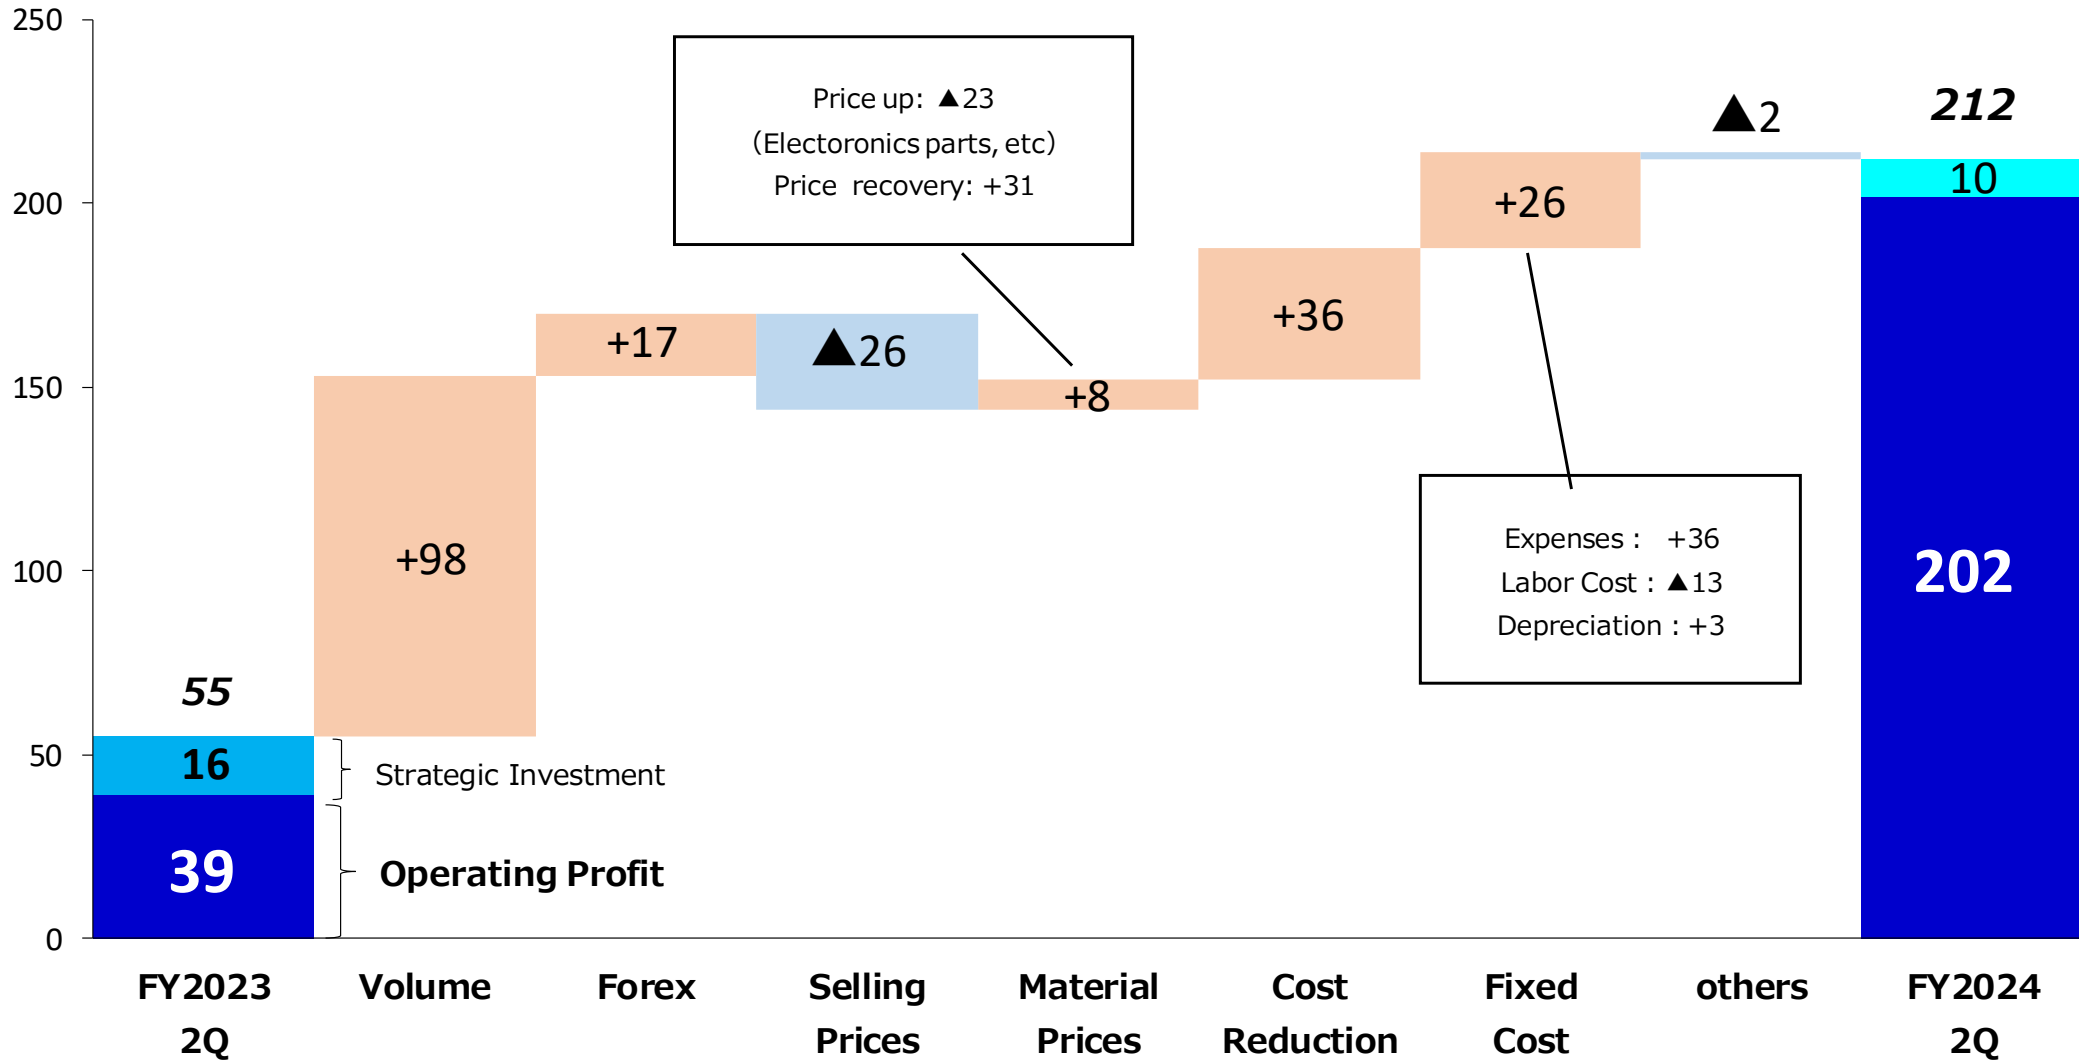 250
200
150
100
50
0
Price up: ▲23
（Electoronics parts, etc）
Price recovery: +31
55
16
39
Strategic Investment
Operating Profit
+98
+17
▲26
+8
+36
+26
▲2
Expenses : +36
Labor Cost : ▲13
Depreciation : +3
212
10
202
FY2023
2Q
Volume
Forex
Selling
Prices
Material
Prices
Cost
Reduction
Fixed
Cost
others
FY2024
2Q